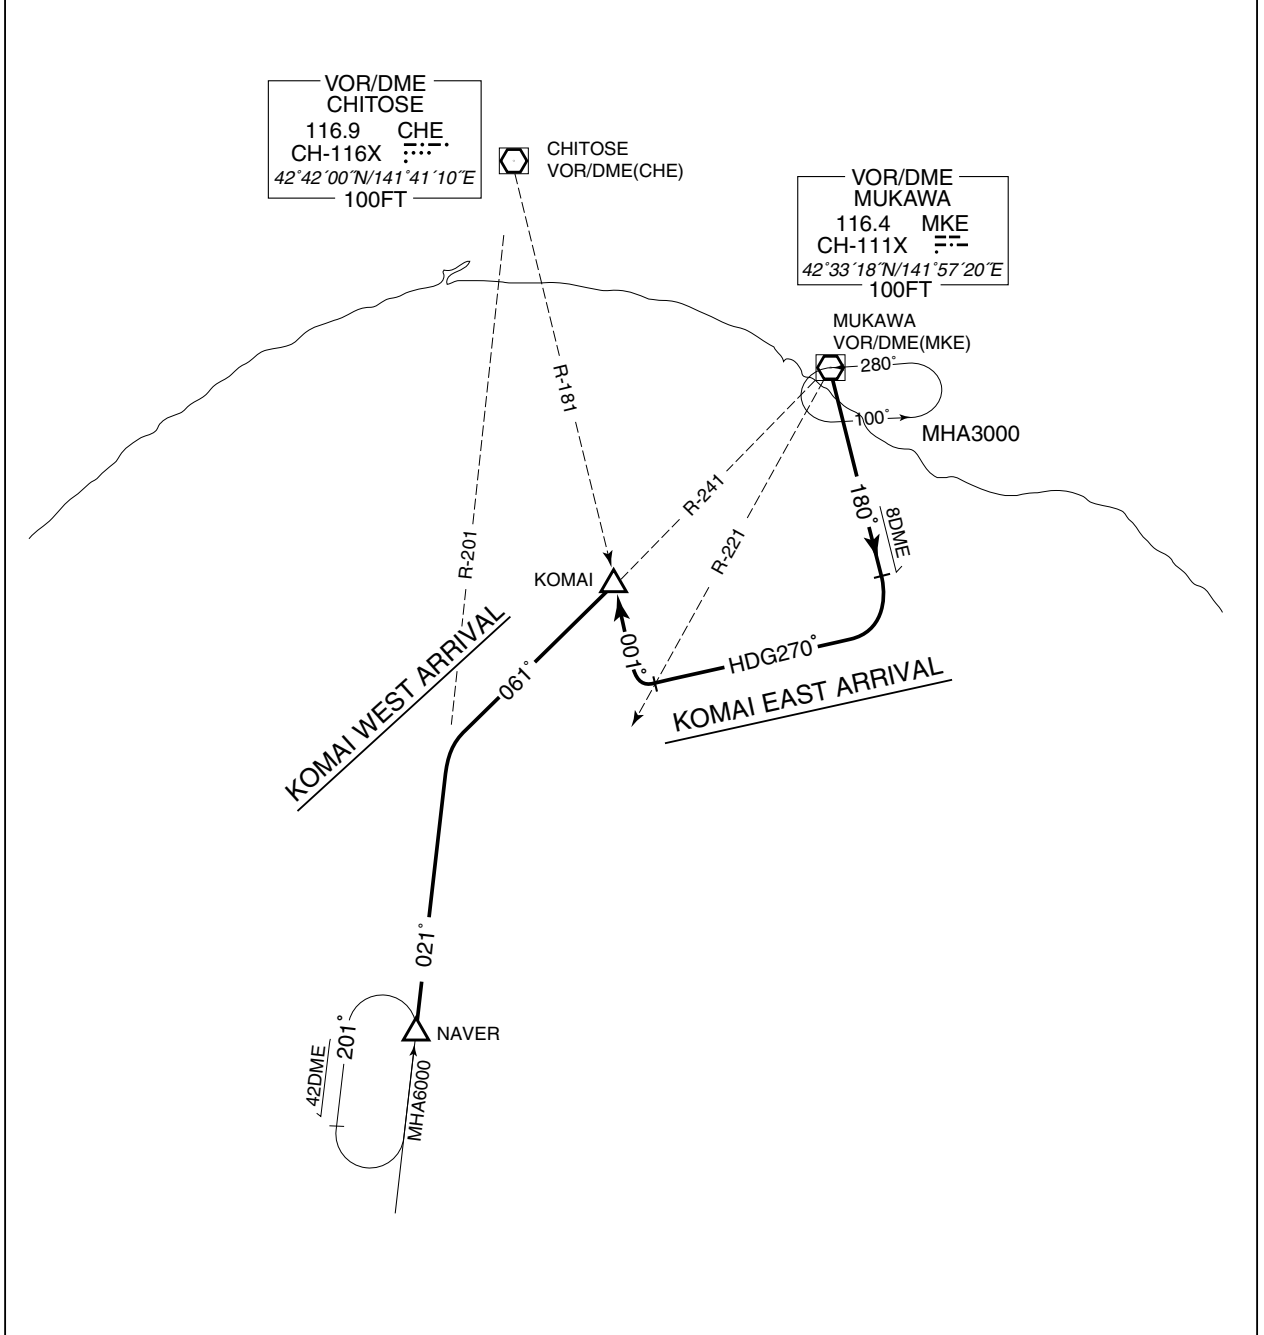 VOR/DME
CHITOSE
116.9 CHE
CH-116X
42°42´00˝N/141°41´10˝E
100FT
CHITOSE
VOR/DME(CHE)
VOR/DME
MUKAWA
116.4 MKE
CH-111X
42°33´18˝N/141°57´20˝E
100FT
MUKAWA
VOR/DME(MKE)
280°
100°
MHA3000
R-181
R-241
R-201
R-221
180°
8DME
KOMAI
001°
HDG270°
KOMAI EAST ARRIVAL
061°
KOMAI WEST ARRIVAL
021°
NAVER
201°
42DME
MHA6000